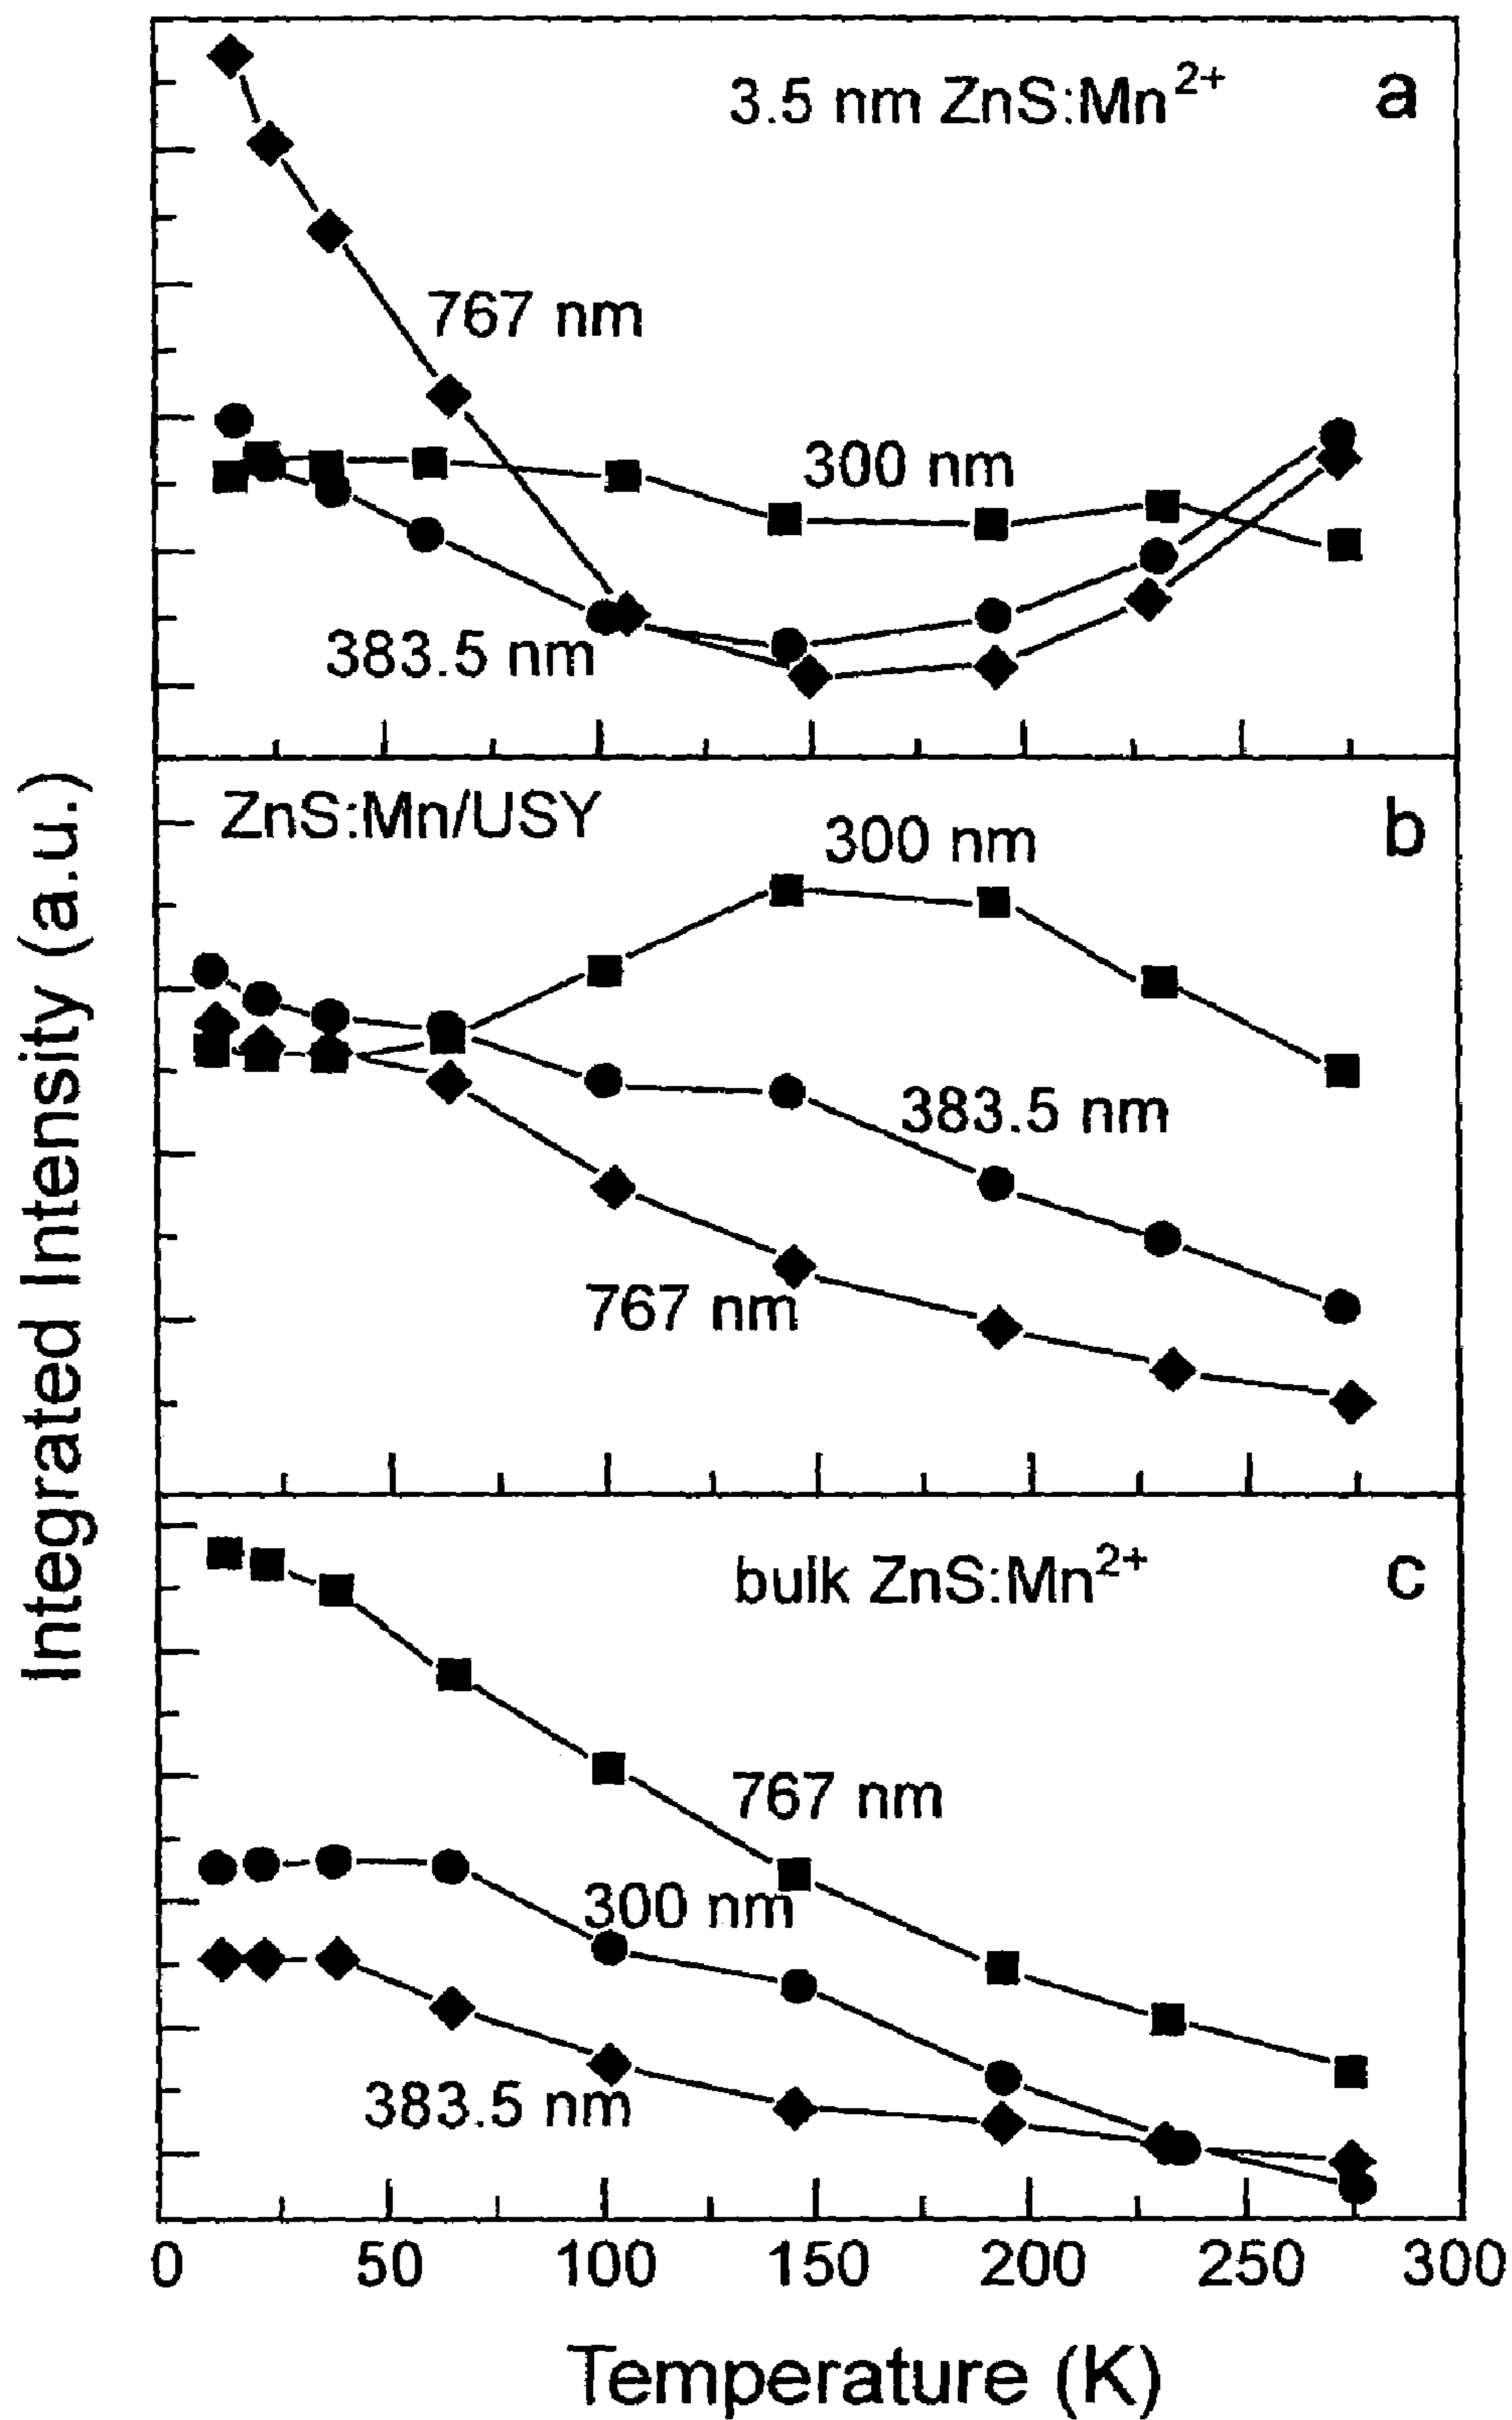 3.5 nm ZnS:Mn²⁺
a
767 nm
300 nm
383.5 nm
ZnS:Mn/USY
b
300 nm
383.5 nm
767 nm
bulk ZnS:Mn²⁺
c
767 nm
300 nm
383.5 nm
Integrated Intensity (a.u.)
0 50 100 150 200 250 300
Temperature (K)